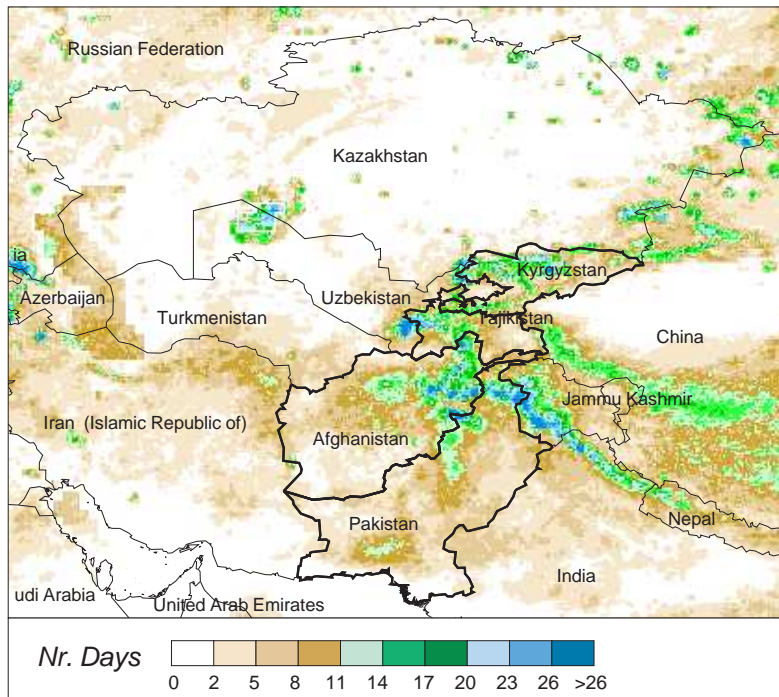 Russian Federation
Kazakhstan
ia
Kyrgyzstan
Azerbaijan
Uzbekistan
Turkmenistan
Tajikistan
China
Jammu Kashmir
Iran (Islamic Republic of)
Afghanistan
Pakistan
Nepal
India
udi Arabia
United Arab Emirates
Nr. Days
0 2 5 8 11 14 17 20 23 26 >26